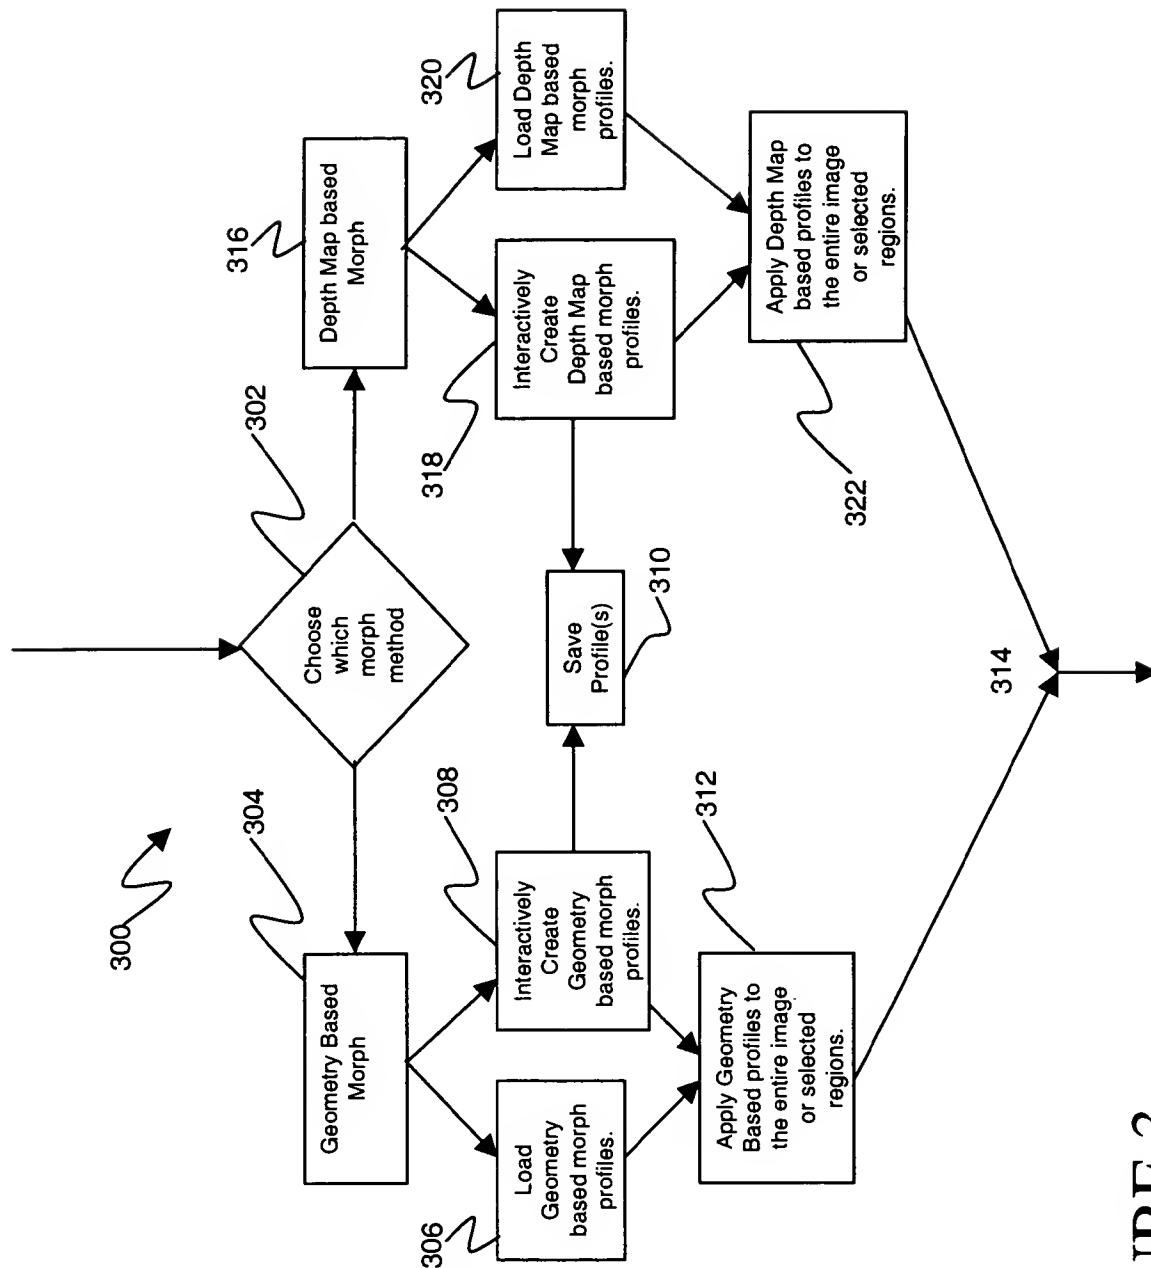 300
304
302
316
Geometry Based
Morph
Choose
which
morph
method
Depth Map based
Morph
306
Load
Geometry
based morph
profiles.
308
Interactively
Create
Geometry
based morph
profiles.
Save
Profile(s)
310
318
Interactively
Create
Depth Map
based morph
profiles.
320
Load Depth
Map based
morph
profiles.
312
Apply Geometry
Based profiles to
the entire image
or selected
regions.
322
Apply Depth Map
based profiles to
the entire image
or selected
regions.
314